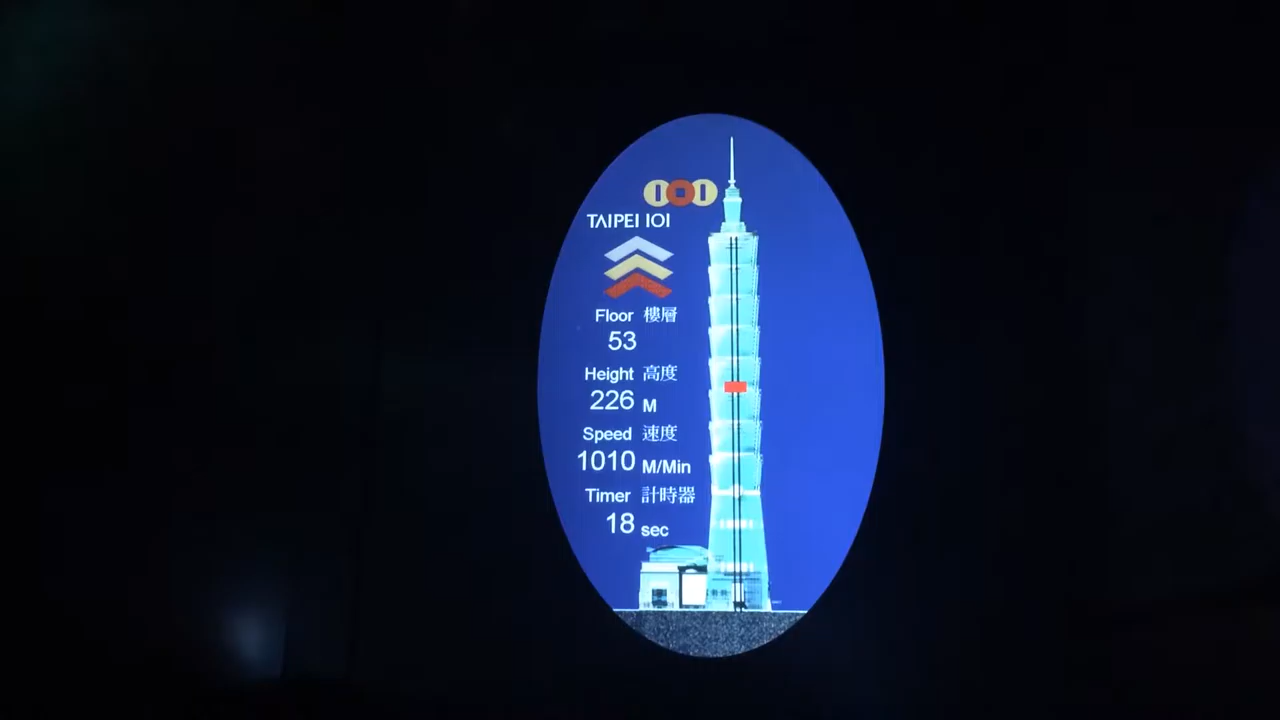 TAIPEI 101
Floor 樓層
53
Height 高度
226 M
Speed 速度
1010 M/Min
Timer 計時器
18 sec